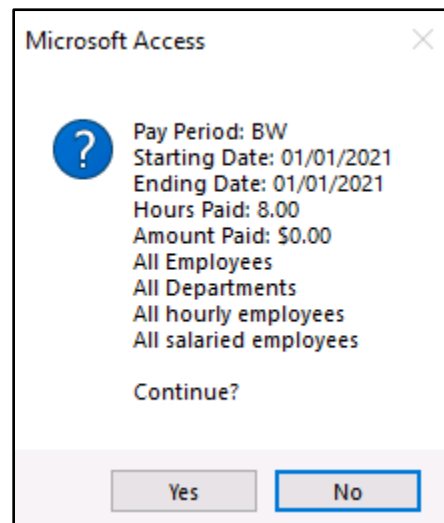 Microsoft Access
?
Pay Period: BW
Starting Date: 01/01/2021
Ending Date: 01/01/2021
Hours Paid: 8.00
Amount Paid: $0.00
All Employees
All Departments
All hourly employees
All salaried employees
Continue?
Yes
No